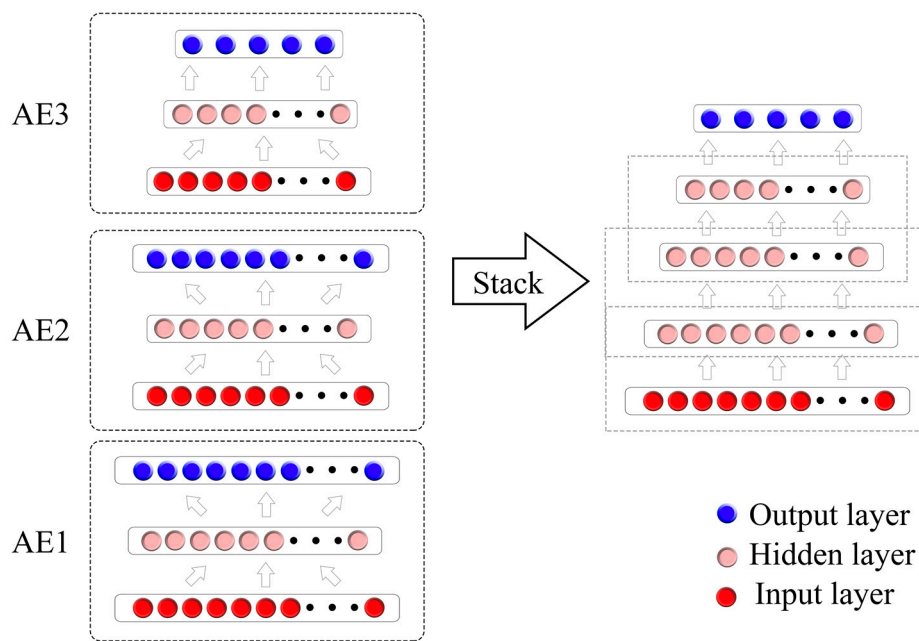 AE3
AE2
Stack
AE1
Output layer
Hidden layer
Input layer